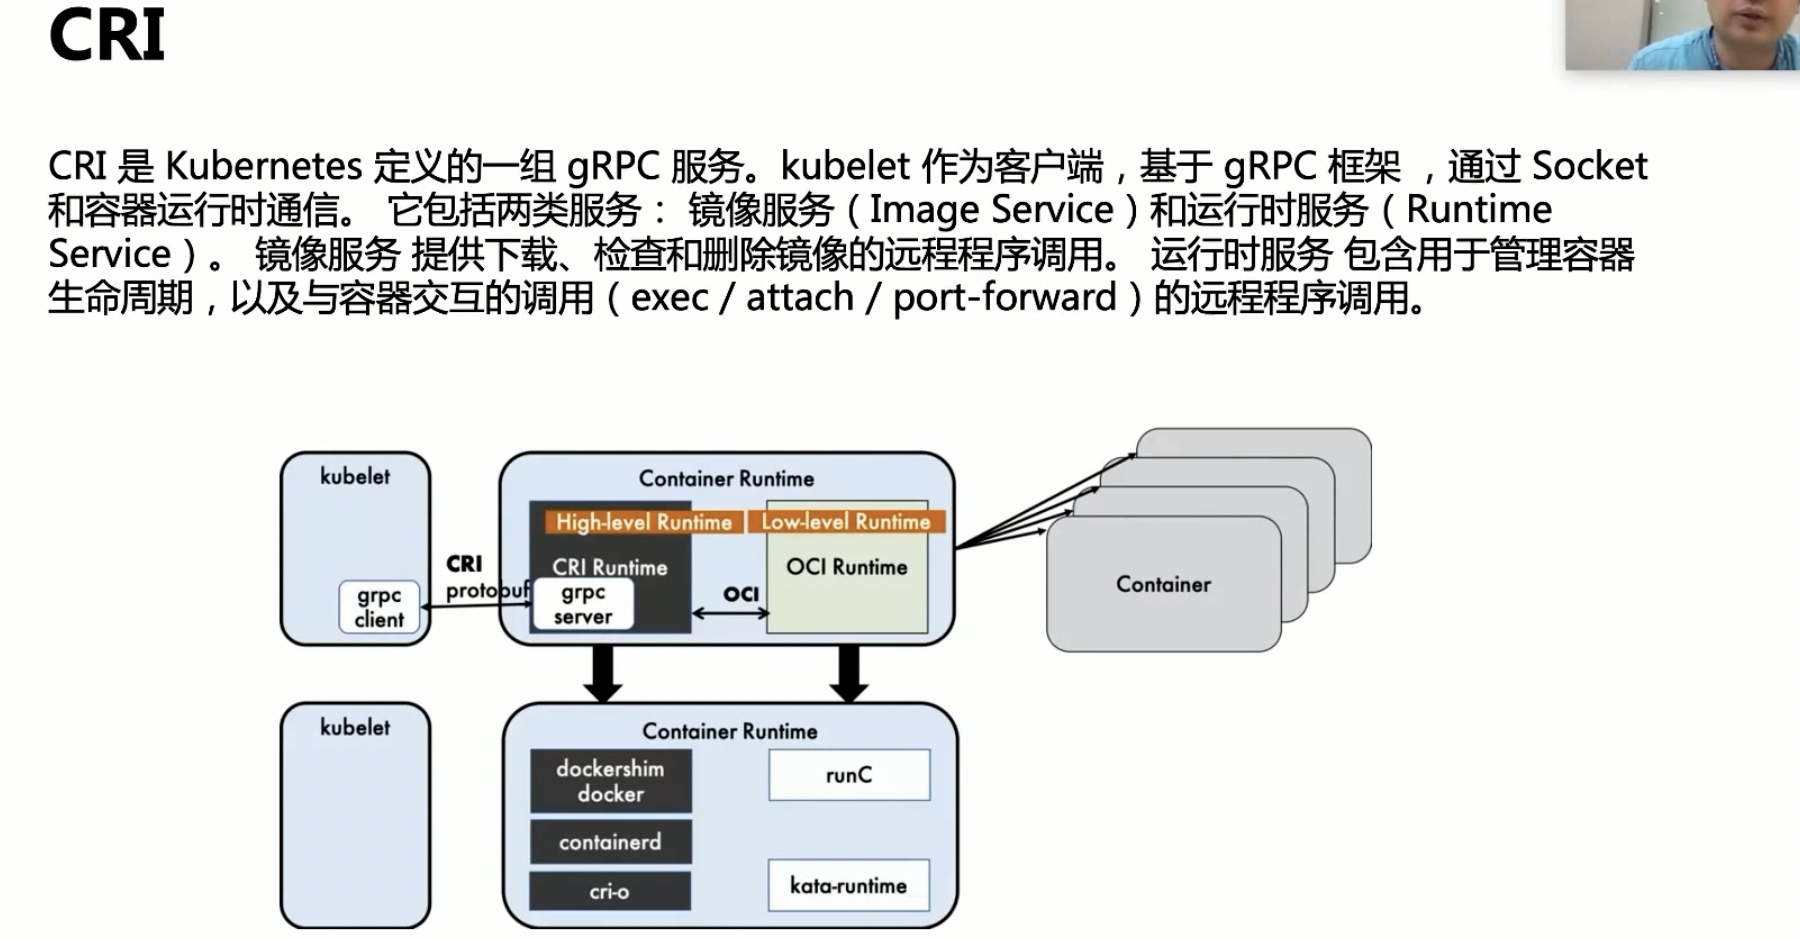 CRI
CRI 是 Kubernetes 定义的一组 gRPC 服务。kubelet 作为客户端，基于 gRPC 框架 ，通过 Socket
和容器运行时通信。 它包括两类服务： 镜像服务（Image Service）和运行时服务（Runtime
Service）。 镜像服务 提供下载、检查和删除镜像的远程程序调用。 运行时服务 包含用于管理容器
生命周期，以及与容器交互的调用（exec / attach / port-forward）的远程程序调用。
kubelet
grpc
client
CRI
protobuf
Container Runtime
High-level Runtime
CRI Runtime
grpc
server
OCI
Low-level Runtime
OCI Runtime
Container
kubelet
Container Runtime
dockershim
docker
containerd
cri-o
runC
kata-runtime